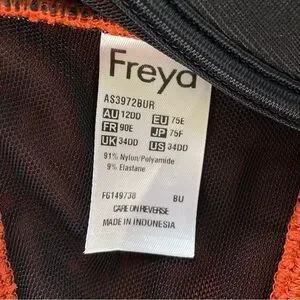 Freya
AS3972BUR
AU 12DD EU 75E
FR 90E JP 75F
UK 34DD US 34DD
91% Nylon/Polyamide
9% Elastane
FG149738 BU
CARE ON REVERSE
MADE IN INDONESIA